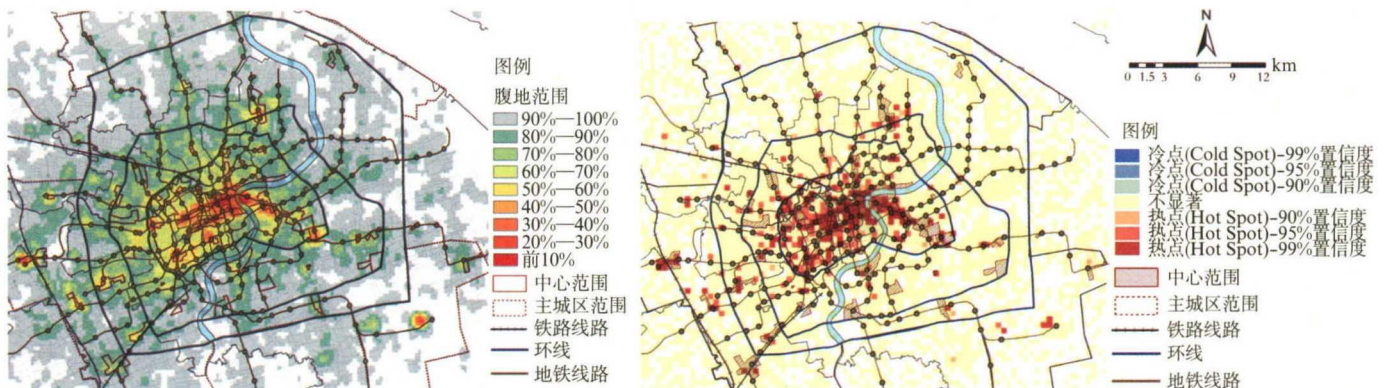 图例
腹地范围
90%—100%
80%—90%
70%—80%
60%—70%
50%—60%
40%—50%
30%—40%
20%—30%
前10%
中心范围
主城区范围
铁路线路
环线
地铁线路
N
0 1.5 3 6 9 12 km
图例
冷点(Cold Spot)-99%置信度
冷点(Cold Spot)-95%置信度
冷点(Cold Spot)-90%置信度
不显著
热点(Hot Spot)-90%置信度
热点(Hot Spot)-95%置信度
热点(Hot Spot)-99%置信度
中心范围
主城区范围
铁路线路
环线
地铁线路